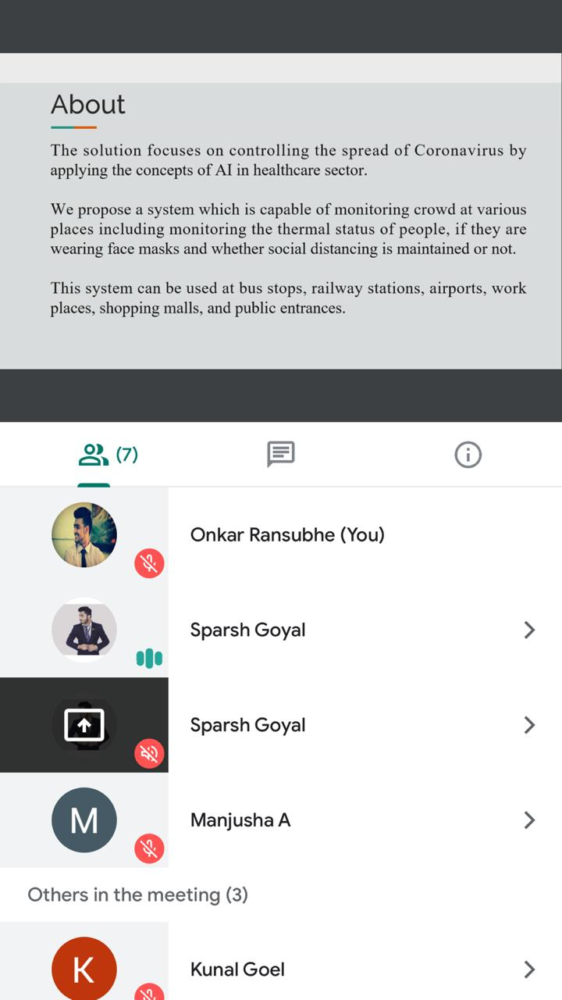 About
The solution focuses on controlling the spread of Coronavirus by
applying the concepts of AI in healthcare sector.
We propose a system which is capable of monitoring crowd at various
places including monitoring the thermal status of people, if they are
wearing face masks and whether social distancing is maintained or not.
This system can be used at bus stops, railway stations, airports, work
places, shopping malls, and public entrances.
(7)
Onkar Ransubhe (You)
Sparsh Goyal
Sparsh Goyal
M
Manjusha A
Others in the meeting (3)
K
Kunal Goel